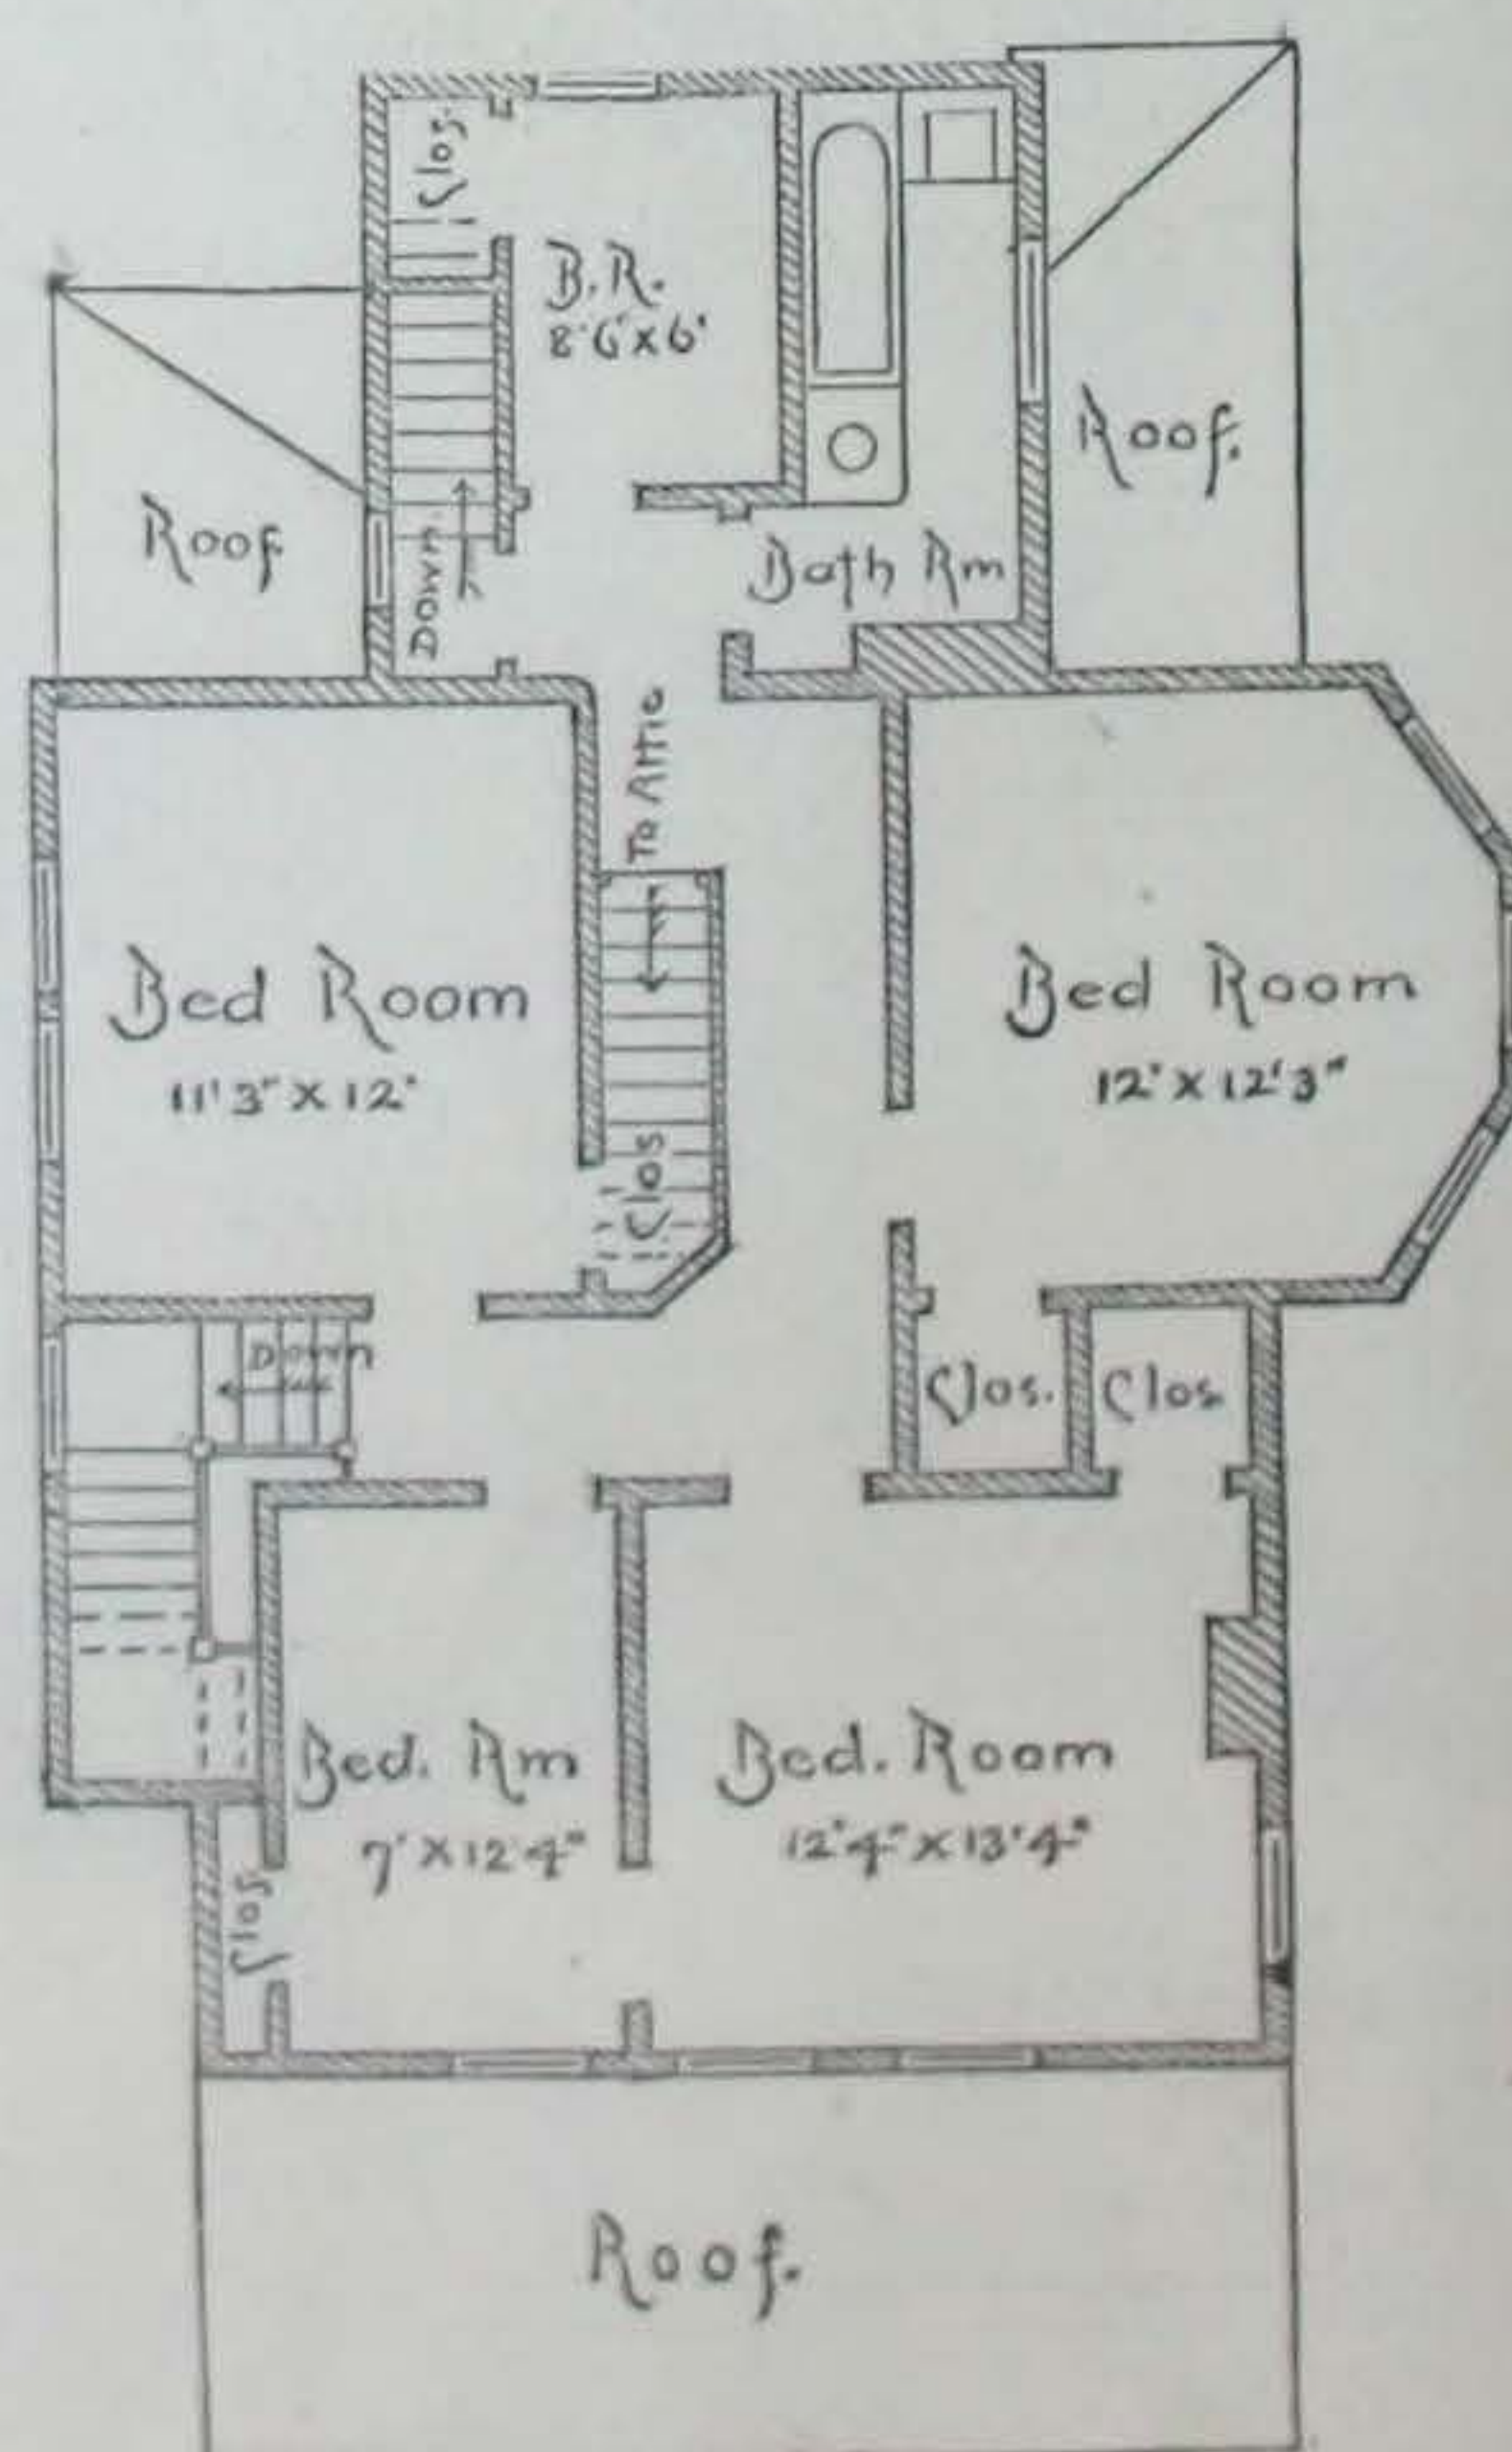 Clos.
B.R.
8'6"x6'
Roof.
Roof
Down.
Bath Rm
To Attic
Bed Room
11'3"x12'
Bed Room
12'x12'3"
Clos
Down
Clos.
Clos
Bed. Rm
7'x12'4"
Bed. Room
12'4"x13'4"
Clos.
Roof.